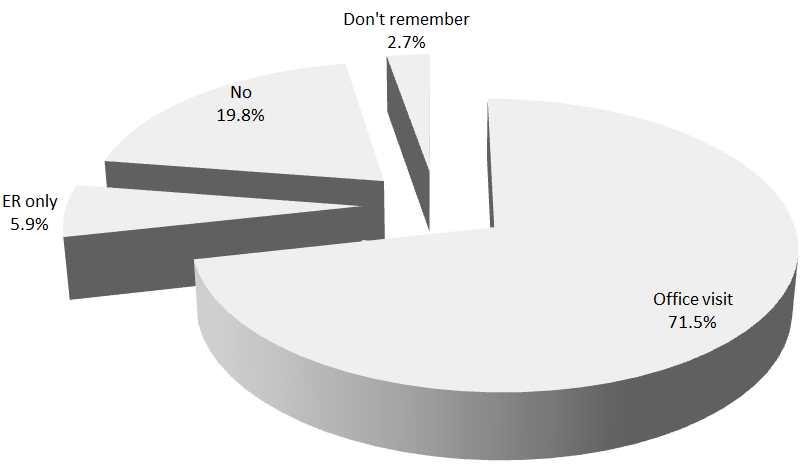 Don't remember
2.7%
No
19.8%
ER only
5.9%
Office visit
71.5%